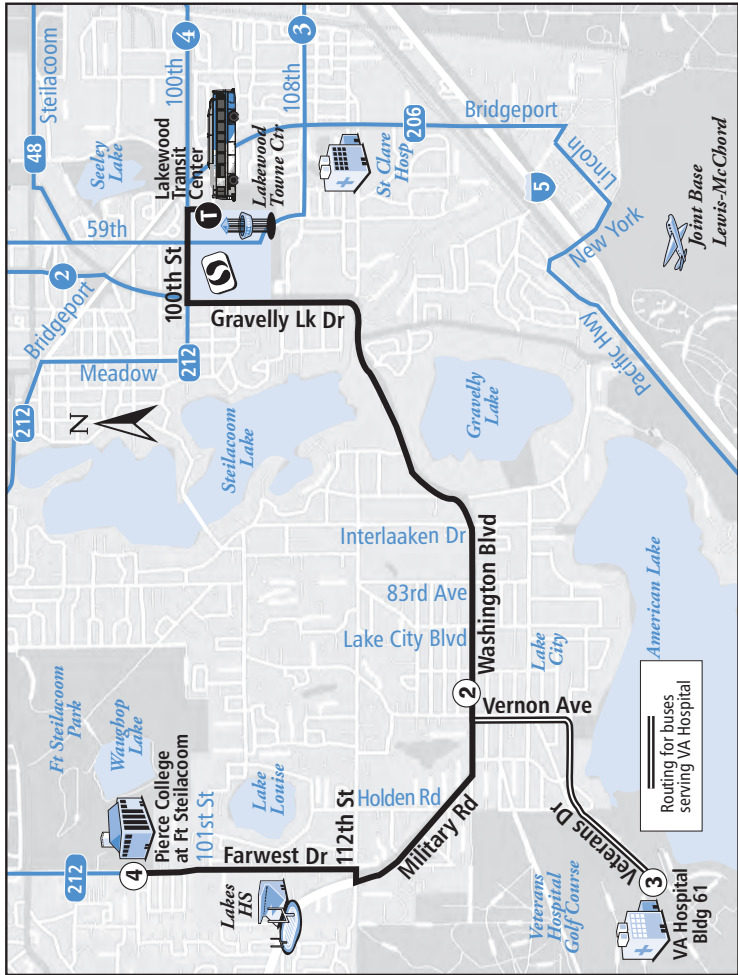 48
Steilacoom
4
100th
3
108th
Seeley
Lake
Lakewood
Transit
Center
Lakewood
Towne Ctr
St Clare
Hosp
206
Bridgeport
59th
T
5
Lincoln
New York
Joint Base
Lewis-McChord
2
Bridgeport
100th St
S
Gravelly Lk Dr
Pacific Hwy
212
Meadow
212
N
Steilacoom
Lake
Gravelly
Lake
Interlaaken Dr
83rd Ave
Lake City Blvd
Washington Blvd
American Lake
Lake
City
2
Vernon Ave
Ft Steilacoom
Park
Waughop
Lake
Pierce College
at Ft Steilacoom
101st St
Lake
Louise
112th St
Holden Rd
Routing for buses
serving VA Hospital
212
4
Farwest Dr
Military Rd
Veterans Dr
Lakes
HS
Veterans
Hospital
Golf Course
3
VA Hospital
Bldg 61